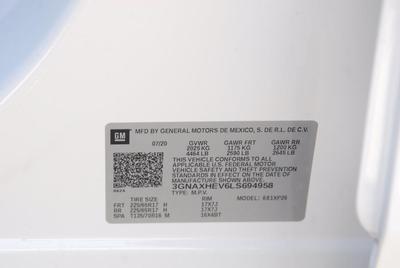 GM
MFD BY GENERAL MOTORS DE MEXICO, S. DE R.L. DE C.V.
07/20 GVWR GAWR FRT GAWR RR
2025 KG 1175 KG 1200 KG
4464 LB 2590 LB 2645 LB
THIS VEHICLE CONFORMS TO ALL
APPLICABLE U.S. FEDERAL MOTOR
VEHICLE SAFETY AND THEFT PREVENTION
STANDARDS IN EFFECT ON THE DATE OF
MANUFACTURE SHOWN ABOVE.
3GNAXHEV6LS694958
TYPE: M.P.V. MODEL: 681XP26
TIRE SIZE RIM
FRT 225/65R17 H 17X7J
RR 225/65R17 H 17X7J
SPA T135/70R16 M 16X4BT